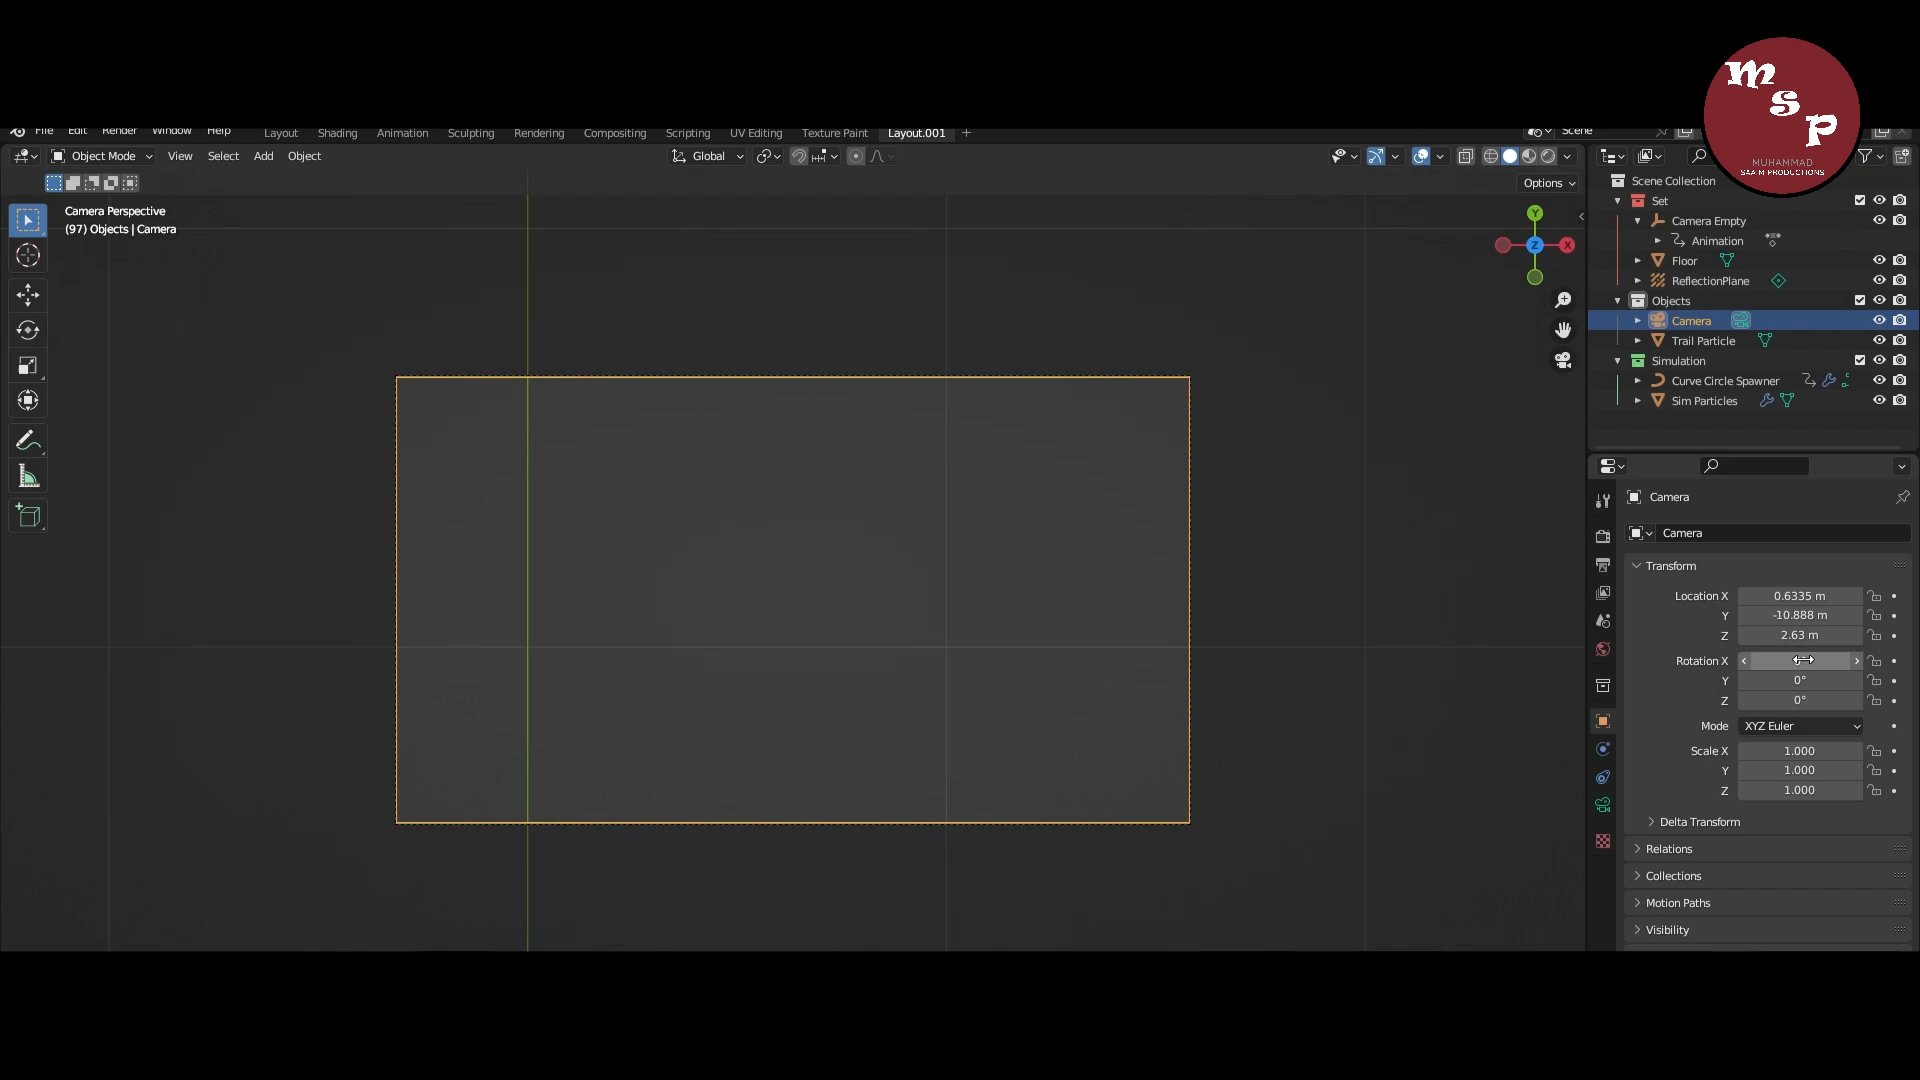 m
s
p
MUHAMMAD
SAAIM PRODUCTIONS
File Edit Render Window Help Layout Shading Animation Sculpting Rendering Compositing Scripting UV Editing Texture Paint Layout.001 + Scene
Object Mode View Select Add Object Global
Options
Camera Perspective
(97) Objects | Camera
Y
Z X
Scene Collection
Set
Camera Empty
Animation
Floor
ReflectionPlane
Objects
Camera
Trail Particle
Simulation
Curve Circle Spawner
Sim Particles
Camera
Camera
Transform
Location X 0.6335 m
Y -10.888 m
Z 2.63 m
Rotation X
Y 0°
Z 0°
Mode XYZ Euler
Scale X 1.000
Y 1.000
Z 1.000
Delta Transform
Relations
Collections
Motion Paths
Visibility